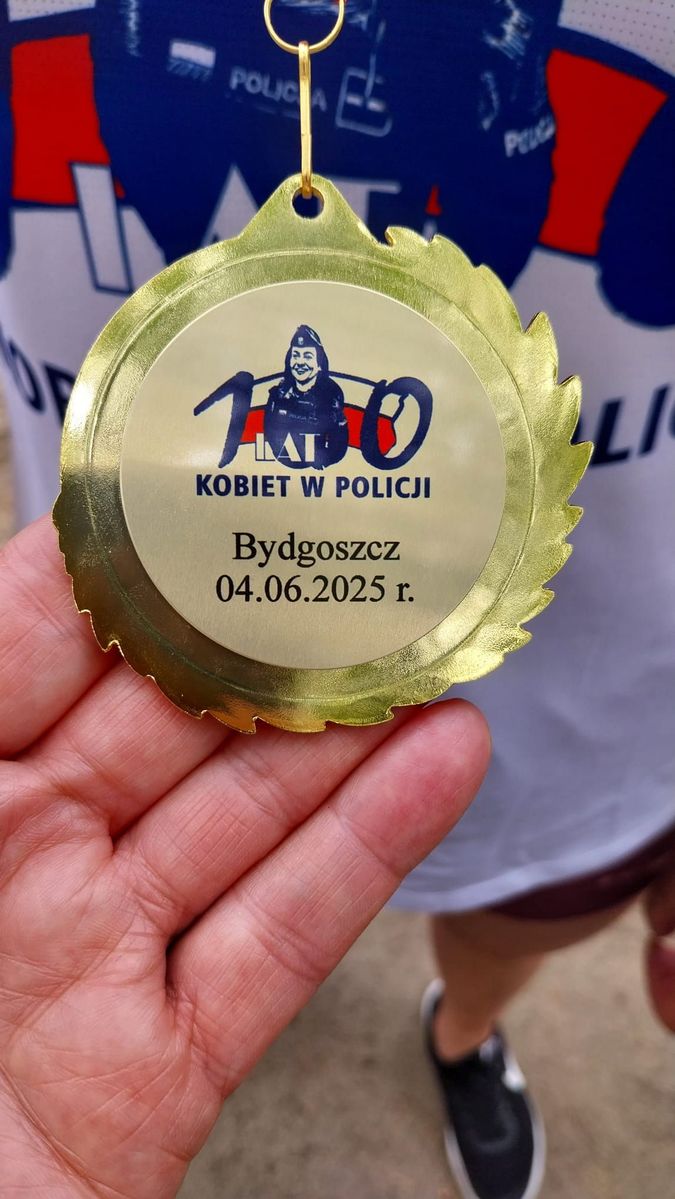 POLICJA
100
LAT
KOBIET W POLICJI
Bydgoszcz
04.06.2025 r.